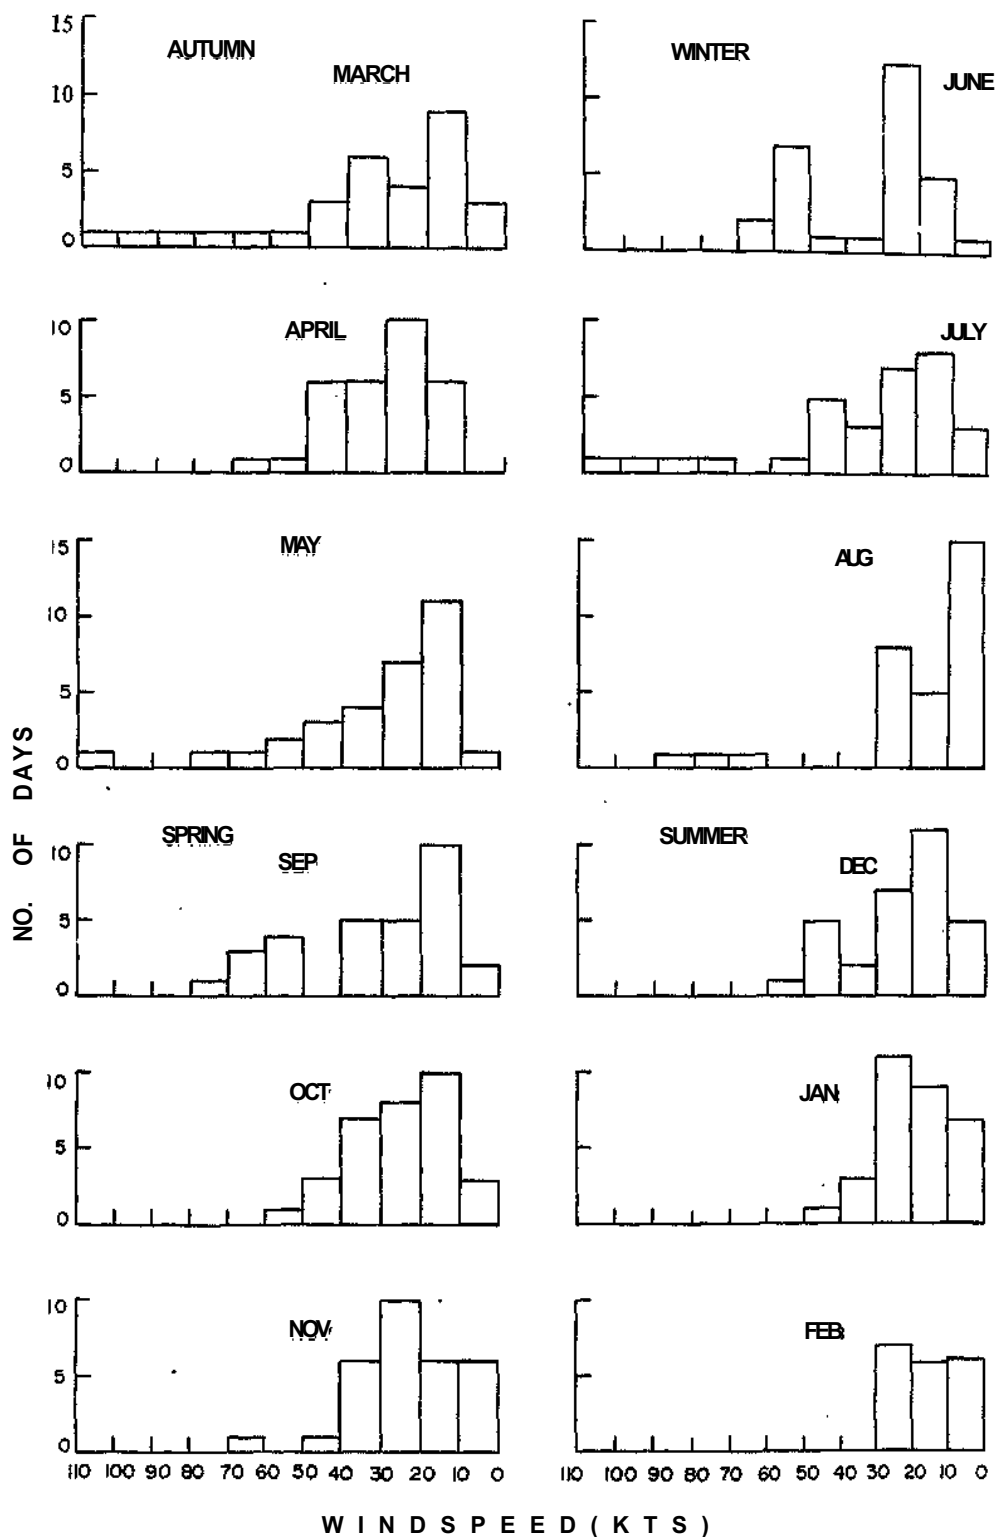 15
AUTUMN
WINTER
MARCH
JUNE
10
5
0
10
APRIL
JULY
5
0
15
MAY
AUG
10
5
0
NO. OF DAYS
SPRING
SUMMER
10
SEP
DEC
5
0
10
OCT
JAN
5
0
10
NOV
FEB
5
0
110 100 90 80 70 60 50 40 30 20 10 0
110 100 90 80 70 60 50 40 30 20 10 0
WINDSPEED (KTS)